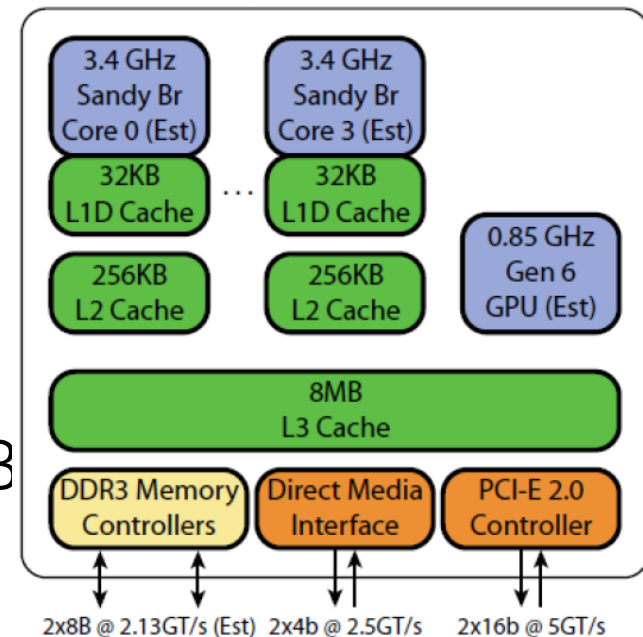 3.4 GHz
Sandy Br
Core 0 (Est)
3.4 GHz
Sandy Br
Core 3 (Est)
32KB
L1D Cache
...
32KB
L1D Cache
256KB
L2 Cache
256KB
L2 Cache
0.85 GHz
Gen 6
GPU (Est)
8MB
L3 Cache
B
DDR3 Memory
Controllers
Direct Media
Interface
PCI-E 2.0
Controller
2x8B @ 2.13GT/s (Est)
2x4b @ 2.5GT/s
2x16b @ 5GT/s